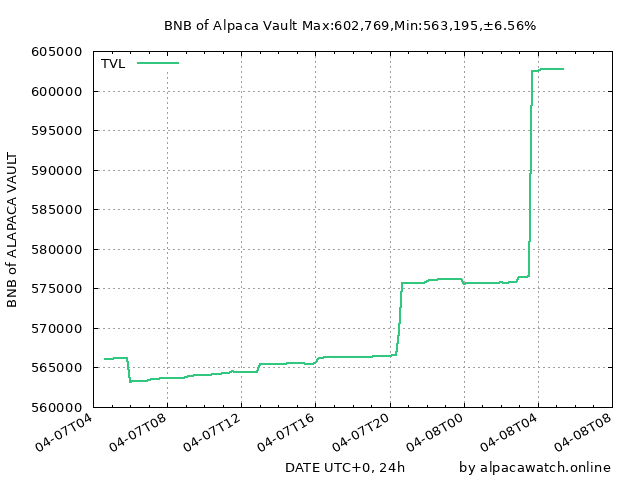 BNB of Alpaca Vault Max:602,769,Min:563,195,±6.56%
TVL
BNB of ALAPACA VAULT
605000
600000
595000
590000
585000
580000
575000
570000
565000
560000
04-07T04
04-07T08
04-07T12
04-07T16
04-07T20
04-08T00
04-08T04
04-08T08
DATE UTC+0, 24h
by alpacawatch.online